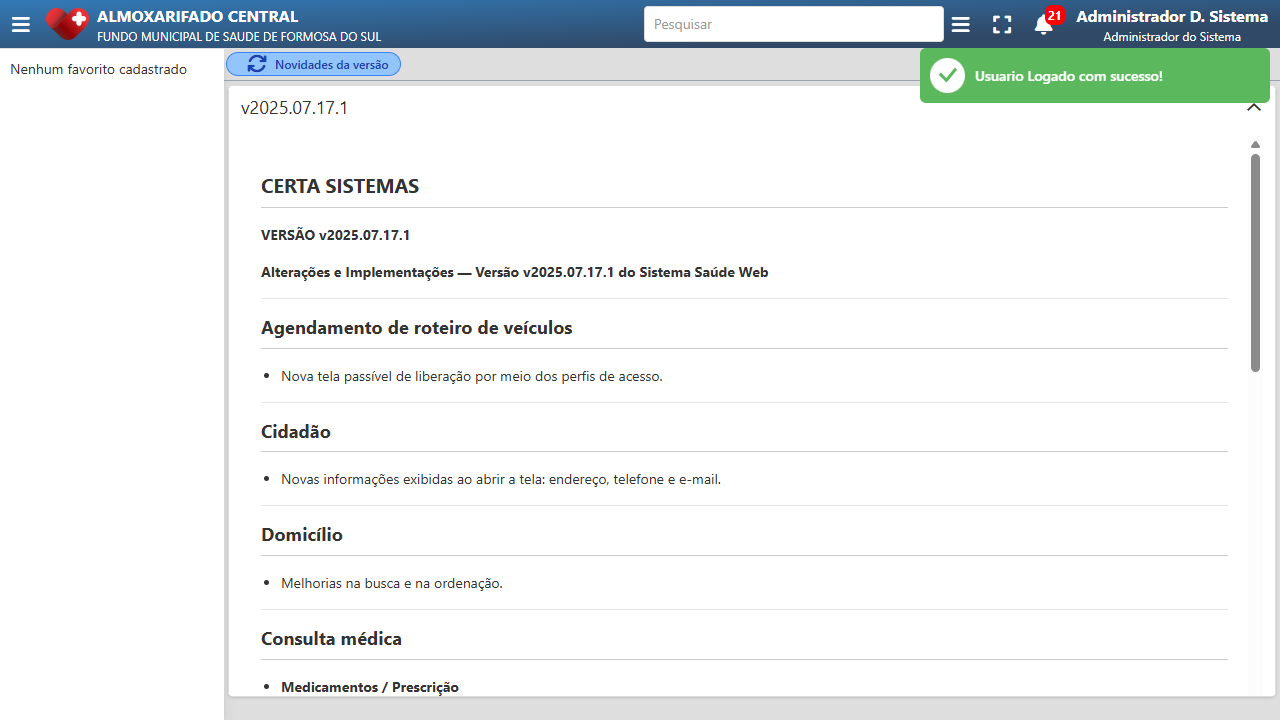 ALMOXARIFADO CENTRAL
FUNDO MUNICIPAL DE SAUDE DE FORMOSA DO SUL
Pesquisar
21
Administrador D. Sistema
Administrador do Sistema
Nenhum favorito cadastrado
Novidades da versão
Usuario Logado com sucesso!
v2025.07.17.1
CERTA SISTEMAS
VERSÃO v2025.07.17.1
Alterações e Implementações — Versão v2025.07.17.1 do Sistema Saúde Web
Agendamento de roteiro de veículos
• Nova tela passível de liberação por meio dos perfis de acesso.
Cidadão
• Novas informações exibidas ao abrir a tela: endereço, telefone e e-mail.
Domicílio
• Melhorias na busca e na ordenação.
Consulta médica
• Medicamentos / Prescrição